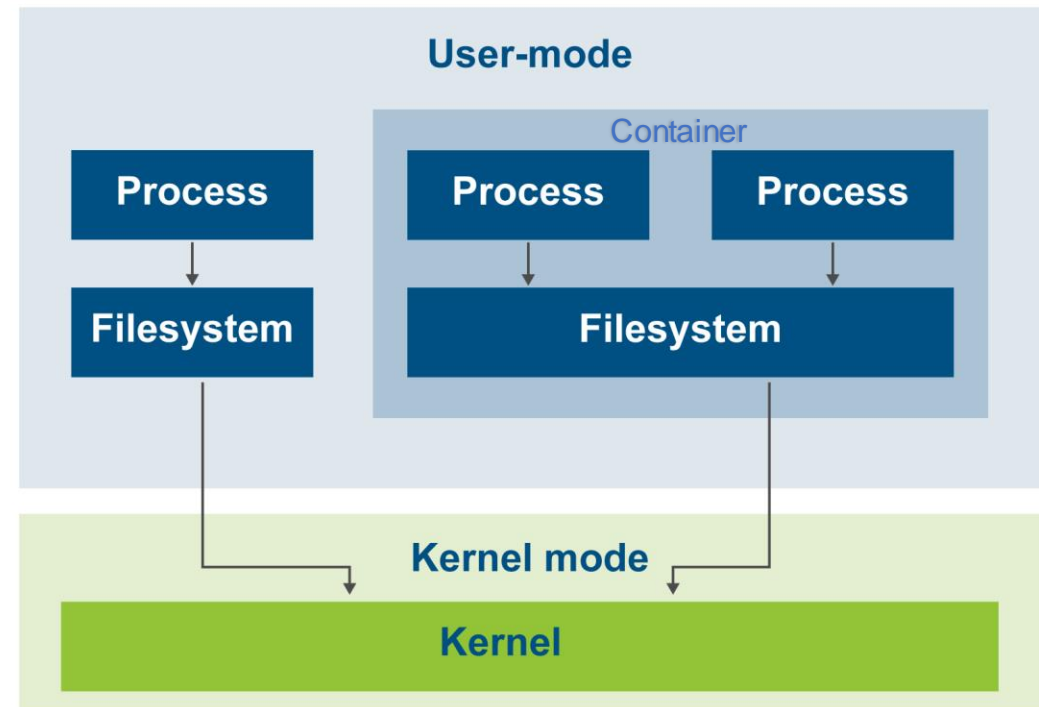 User-mode
Container
Process
Process
Process
Filesystem
Filesystem
Kernel mode
Kernel